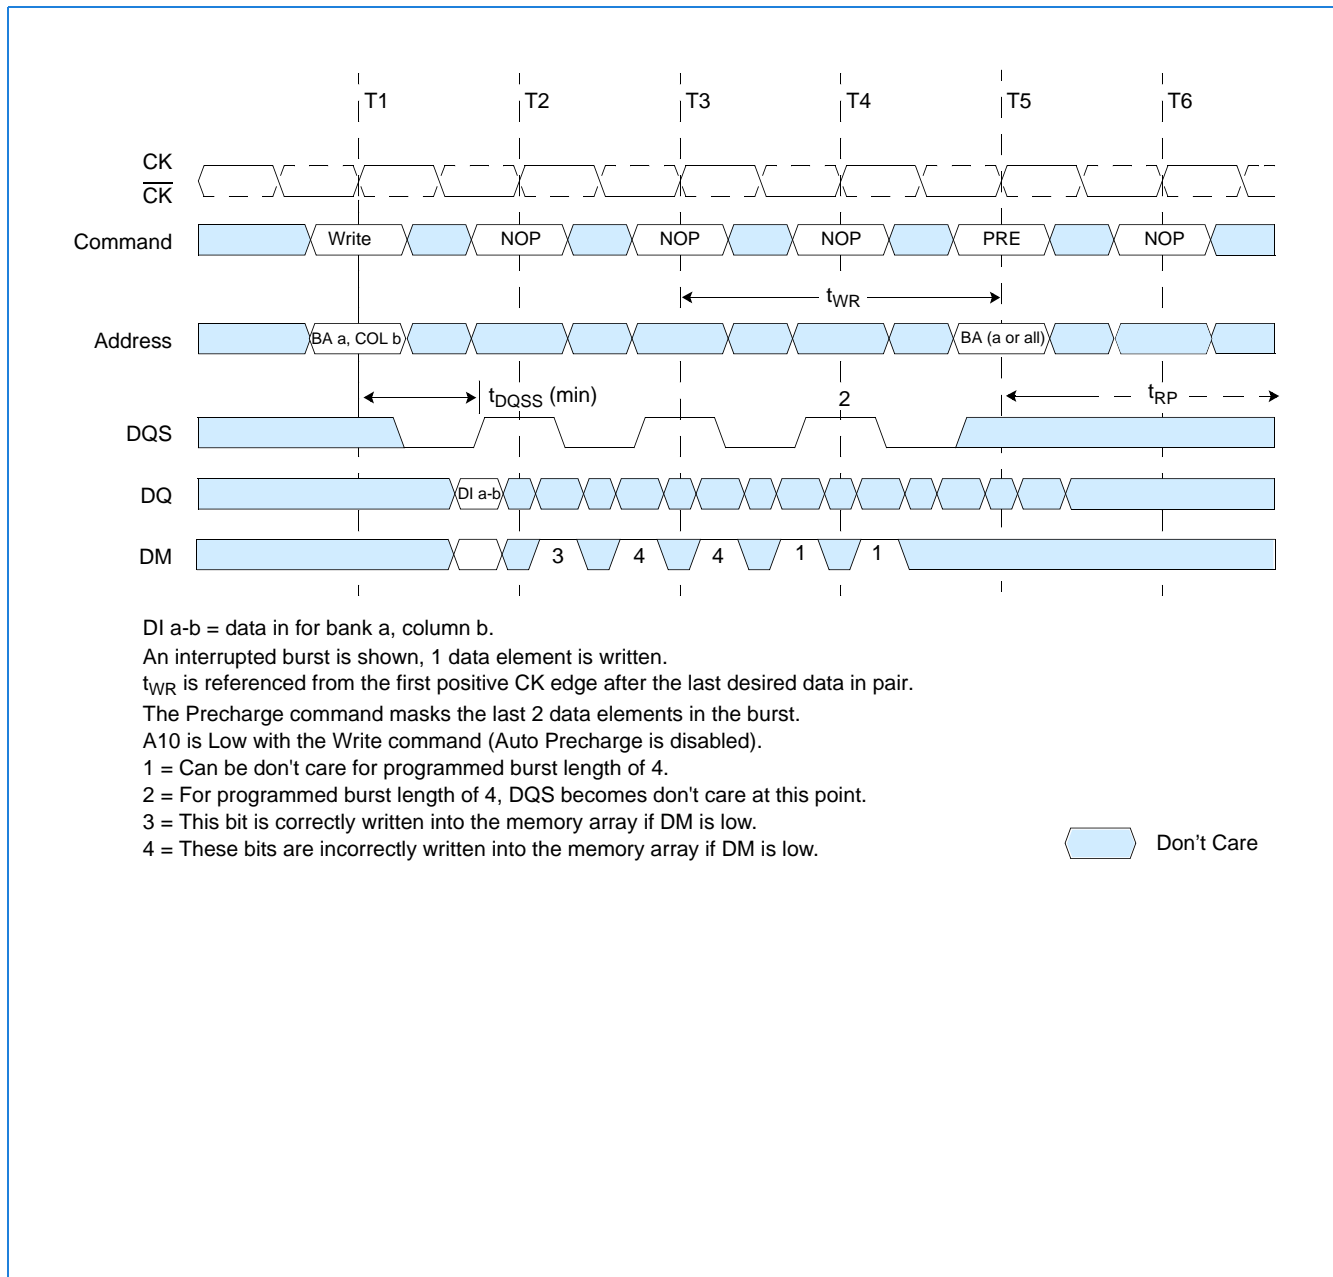 T1 T2 T3 T4 T5 T6
CK
CK
Command Write NOP NOP NOP PRE NOP
tWR
Address BA a, COL b BA (a or all)
tDQSS (min) 2 tRP
DQS
DQ DI a-b
DM 3 4 4 1 1
DI a-b = data in for bank a, column b.
An interrupted burst is shown, 1 data element is written.
tWR is referenced from the first positive CK edge after the last desired data in pair.
The Precharge command masks the last 2 data elements in the burst.
A10 is Low with the Write command (Auto Precharge is disabled).
1 = Can be don't care for programmed burst length of 4.
2 = For programmed burst length of 4, DQS becomes don't care at this point.
3 = This bit is correctly written into the memory array if DM is low.
4 = These bits are incorrectly written into the memory array if DM is low.
Don't Care